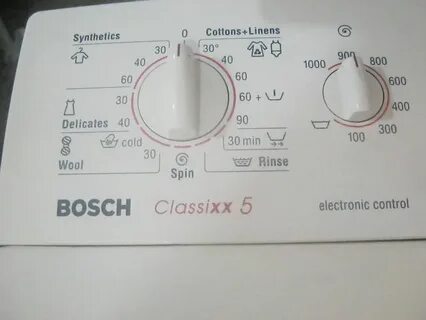 Synthetics 0 Cottons+Linens
30 30° 40 900 800
40 40 1000 600
60 60 + 400
30 90 300
Delicates 40 30 min 100
cold
Wool 30 Spin Rinse
BOSCH Classixx 5 electronic control